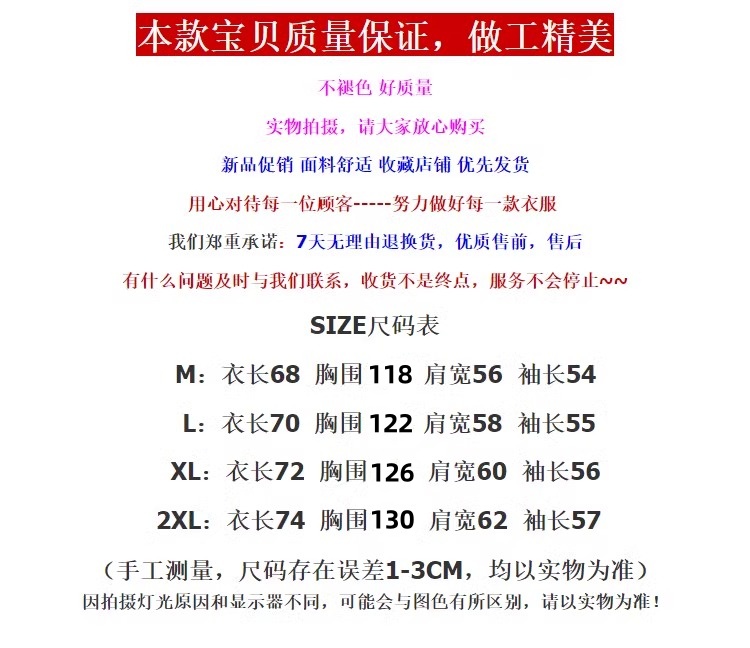 本款宝贝质量保证，做工精美
不褪色 好质量
实物拍摄，请大家放心购买
新品促销 面料舒适 收藏店铺 优先发货
用心对待每一位顾客-----努力做好每一款衣服
我们郑重承诺：7天无理由退换货，优质售前，售后
有什么问题及时与我们联系，收货不是终点，服务不会停止~~
SIZE尺码表
M：衣长68 胸围118 肩宽56 袖长54
L：衣长70 胸围122 肩宽58 袖长55
XL：衣长72 胸围126 肩宽60 袖长56
2XL：衣长74 胸围130 肩宽62 袖长57
（手工测量，尺码存在误差1-3CM，均以实物为准）
因拍摄灯光原因和显示器不同，可能会与图色有所区别，请以实物为准！